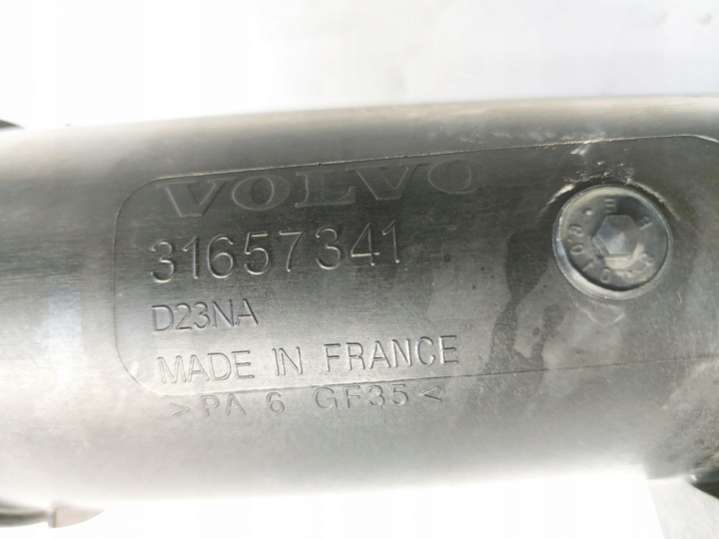 VOLVO
31657341
D23NA
MADE IN FRANCE
>PA 6 GF35<